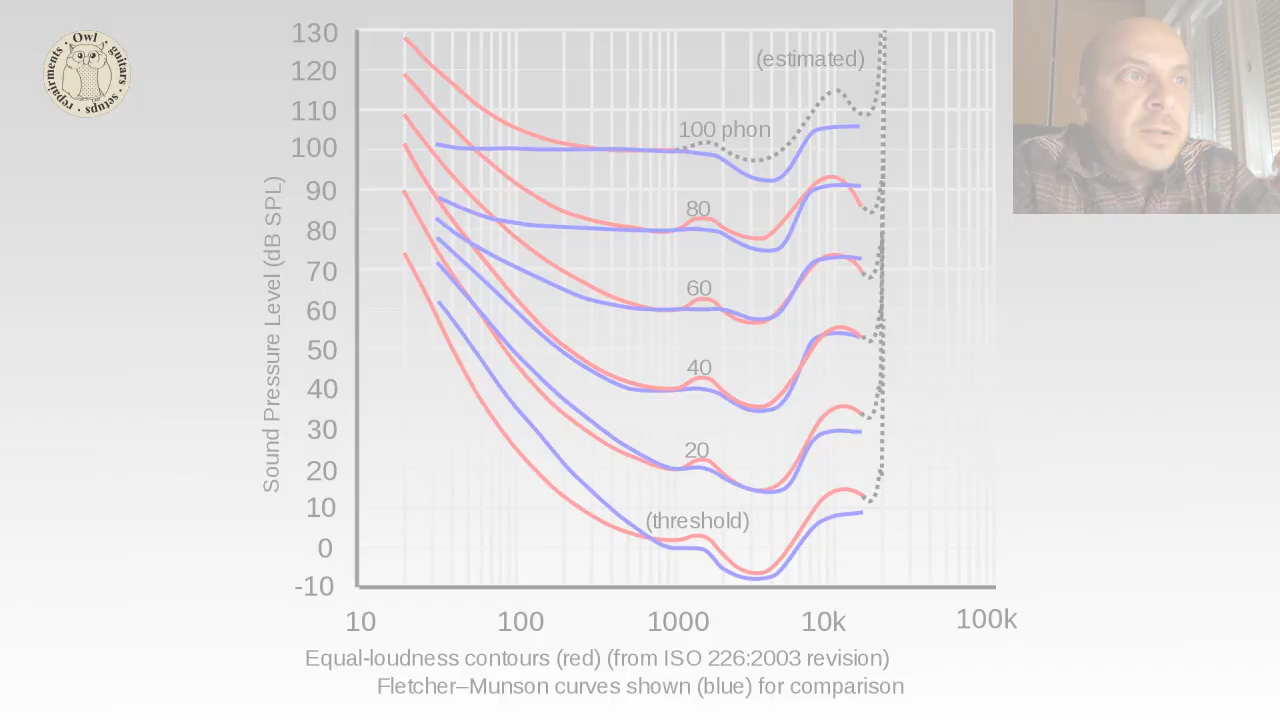 Owl · guitars · setups · repairments ·
130
120
110
100
90
80
70
60
50
40
30
20
10
0
-10
Sound Pressure Level (dB SPL)
(estimated)
100 phon
80
60
40
20
(threshold)
10 100 1000 10k 100k
Equal-loudness contours (red) (from ISO 226:2003 revision)
Fletcher–Munson curves shown (blue) for comparison